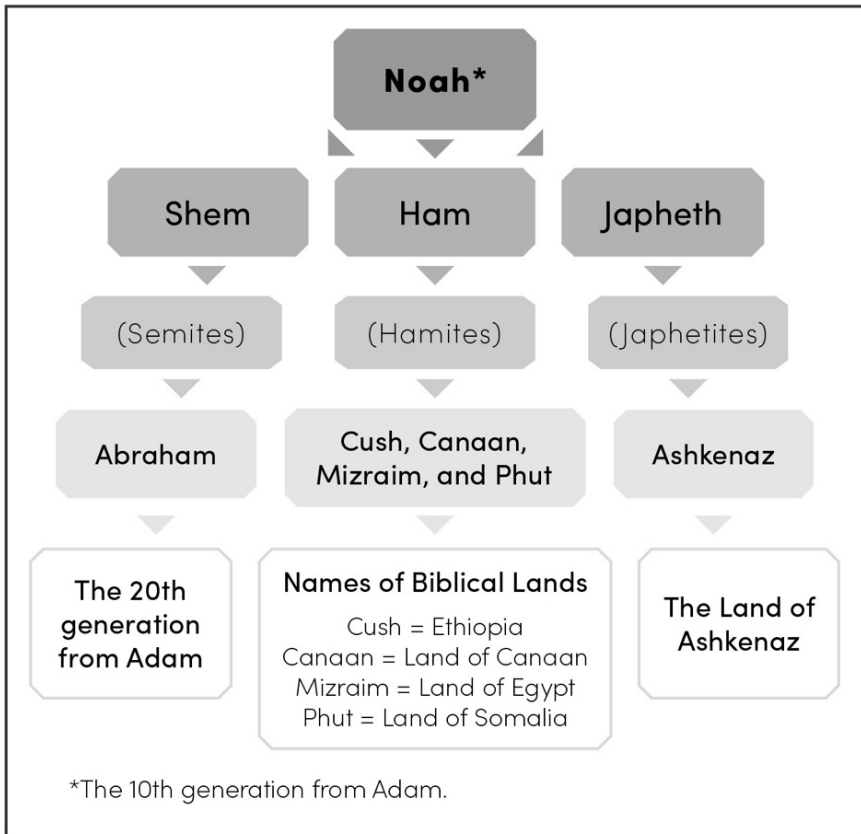 Noah*
Shem
Ham
Japheth
(Semites)
(Hamites)
(Japhetites)
Abraham
Cush, Canaan,
Mizraim, and Phut
Ashkenaz
The 20th
generation
from Adam
Names of Biblical Lands
Cush = Ethiopia
Canaan = Land of Canaan
Mizraim = Land of Egypt
Phut = Land of Somalia
The Land of
Ashkenaz
*The 10th generation from Adam.